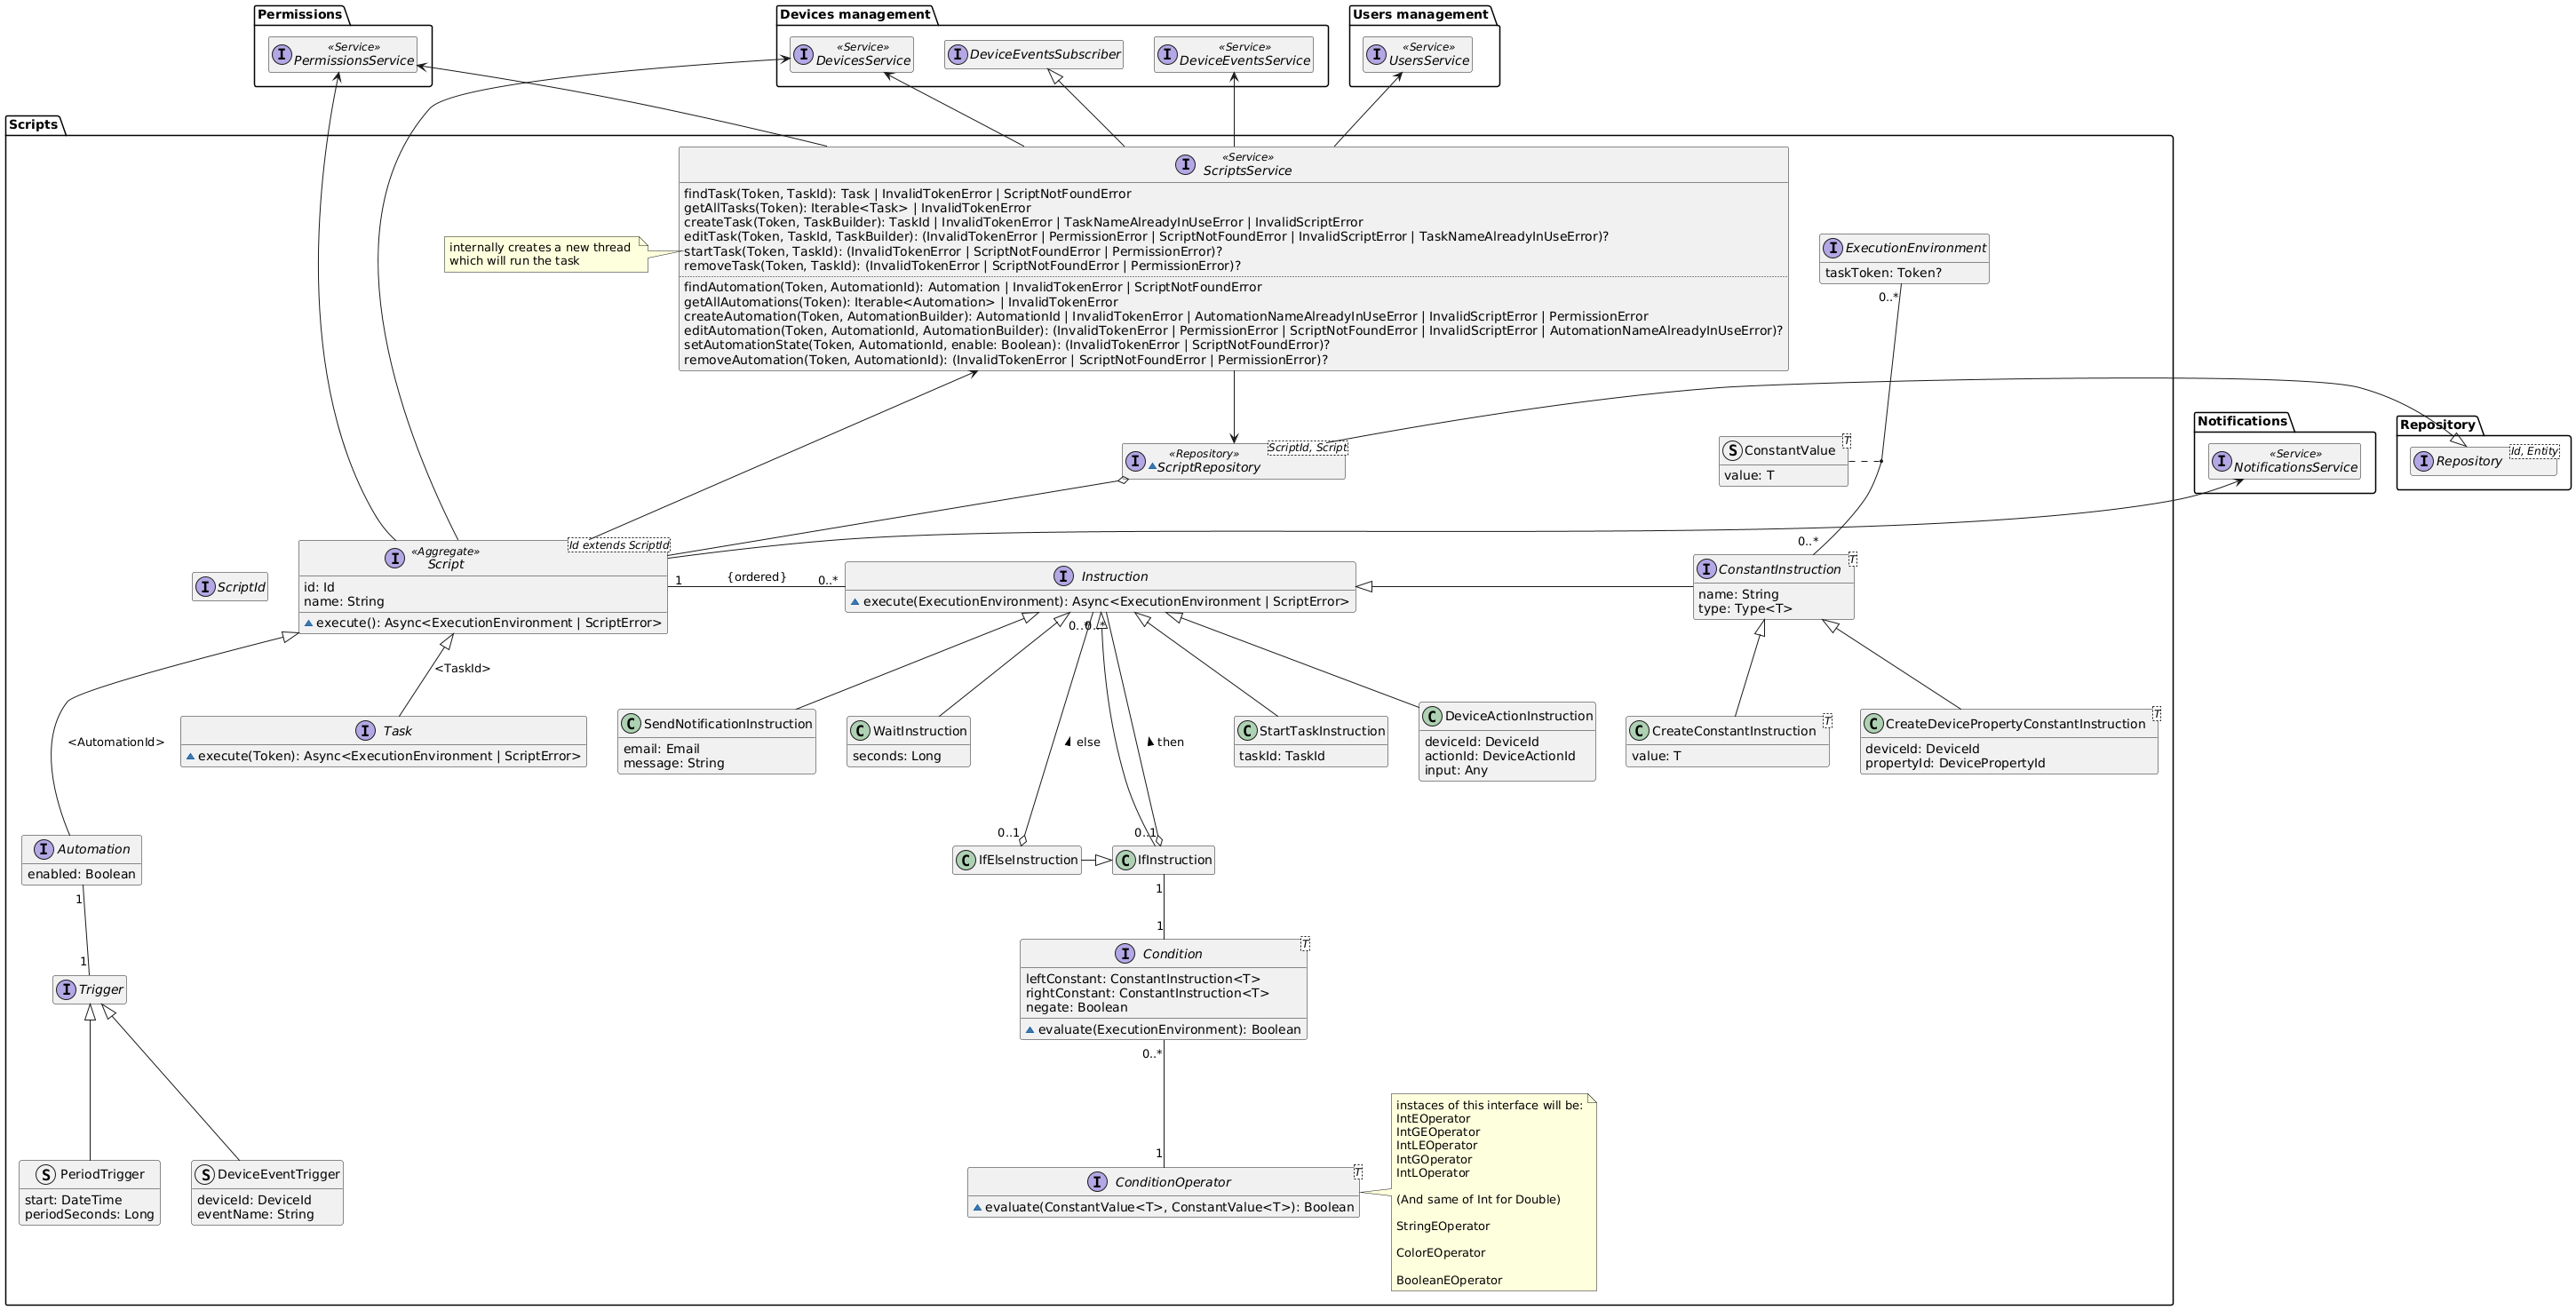 Permissions
«Service»
PermissionsService
Devices management
«Service»
DevicesService
DeviceEventsSubscriber
«Service»
DeviceEventsService
Users management
«Service»
UsersService
Scripts
«Service»
ScriptsService
findTask(Token, TaskId): Task | InvalidTokenError | ScriptNotFoundError
getAllTasks(Token): Iterable<Task> | InvalidTokenError
createTask(Token, TaskBuilder): TaskId | InvalidTokenError | TaskNameAlreadyInUseError | InvalidScriptError
editTask(Token, TaskId, TaskBuilder): (InvalidTokenError | PermissionError | ScriptNotFoundError | InvalidScriptError | TaskNameAlreadyInUseError)?
startTask(Token, TaskId): (InvalidTokenError | ScriptNotFoundError | PermissionError)?
removeTask(Token, TaskId): (InvalidTokenError | ScriptNotFoundError | PermissionError)?
findAutomation(Token, AutomationId): Automation | InvalidTokenError | ScriptNotFoundError
getAllAutomations(Token): Iterable<Automation> | InvalidTokenError
createAutomation(Token, AutomationBuilder): AutomationId | InvalidTokenError | AutomationNameAlreadyInUseError | InvalidScriptError | PermissionError
editAutomation(Token, AutomationId, AutomationBuilder): (InvalidTokenError | PermissionError | ScriptNotFoundError | InvalidScriptError | AutomationNameAlreadyInUseError)?
setAutomationState(Token, AutomationId, enable: Boolean): (InvalidTokenError | ScriptNotFoundError)?
removeAutomation(Token, AutomationId): (InvalidTokenError | ScriptNotFoundError | PermissionError)?
internally creates a new thread
which will run the task
ExecutionEnvironment
taskToken: Token?
0..*
«Repository»
ScriptRepository
ScriptId, Script
ConstantValue
T
value: T
Notifications
«Service»
NotificationsService
Repository
Repository
Id, Entity
ScriptId
«Aggregate»
Script
Id extends ScriptId
id: Id
name: String
execute(): Async<ExecutionEnvironment | ScriptError>
1
{ordered}
0..*
Instruction
execute(ExecutionEnvironment): Async<ExecutionEnvironment | ScriptError>
0..*
ConstantInstruction
T
name: String
type: Type<T>
0..*
0..*
<TaskId>
<AutomationId>
Task
execute(Token): Async<ExecutionEnvironment | ScriptError>
SendNotificationInstruction
email: Email
message: String
WaitInstruction
seconds: Long
else
then
StartTaskInstruction
taskId: TaskId
DeviceActionInstruction
deviceId: DeviceId
actionId: DeviceActionId
input: Any
CreateConstantInstruction
T
value: T
CreateDevicePropertyConstantInstruction
T
deviceId: DeviceId
propertyId: DevicePropertyId
Automation
enabled: Boolean
0..1
0..1
IfElseInstruction
IfInstruction
1
1
1
1
Trigger
Condition
T
leftConstant: ConstantInstruction<T>
rightConstant: ConstantInstruction<T>
negate: Boolean
evaluate(ExecutionEnvironment): Boolean
0..*
1
PeriodTrigger
start: DateTime
periodSeconds: Long
DeviceEventTrigger
deviceId: DeviceId
eventName: String
ConditionOperator
T
evaluate(ConstantValue<T>, ConstantValue<T>): Boolean
instaces of this interface will be:
IntEOperator
IntGEOperator
IntLEOperator
IntGOperator
IntLOperator
(And same of Int for Double)
StringEOperator
ColorEOperator
BooleanEOperator